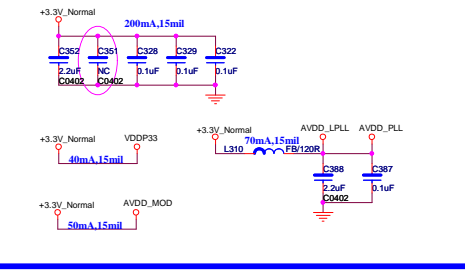 +3.3V_Normal
200mA,15mil
C352 C351 C328 C329 C322
2.2uF NC 0.1uF 0.1uF 0.1uF
C0402 C0402
+3.3V_Normal VDDP33
40mA,15mil
+3.3V_Normal AVDD_LPLL AVDD_PLL
70mA,15mil
L310 FB/120R
C388 C387
2.2uF 0.1uF
C0402
+3.3V_Normal AVDD_MOD
50mA,15mil